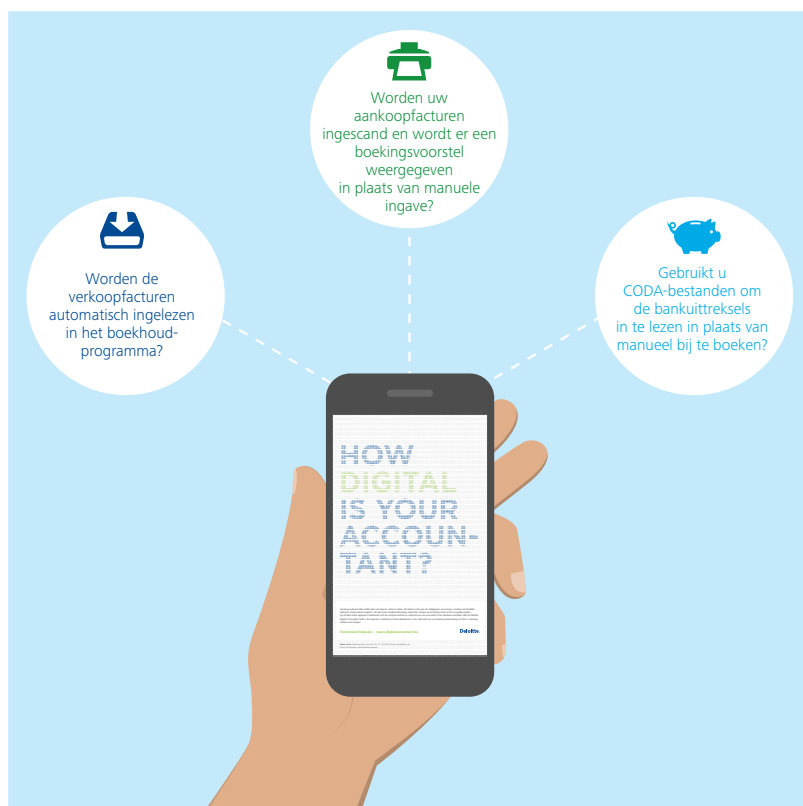 Worden uw
aankoopfacturen
ingescand en wordt er een
boekingsvoorstel
weergegeven
in plaats van manuele
ingave?
Worden de
verkoopfacturen
automatisch ingelezen
in het boekhoud-
programma?
Gebruikt u
CODA-bestanden om
de bankuittreksels
in te lezen in plaats van
manueel bij te boeken?
HOW
DIGITAL
IS YOUR
ACCOUN-
TANT?
Deloitte.